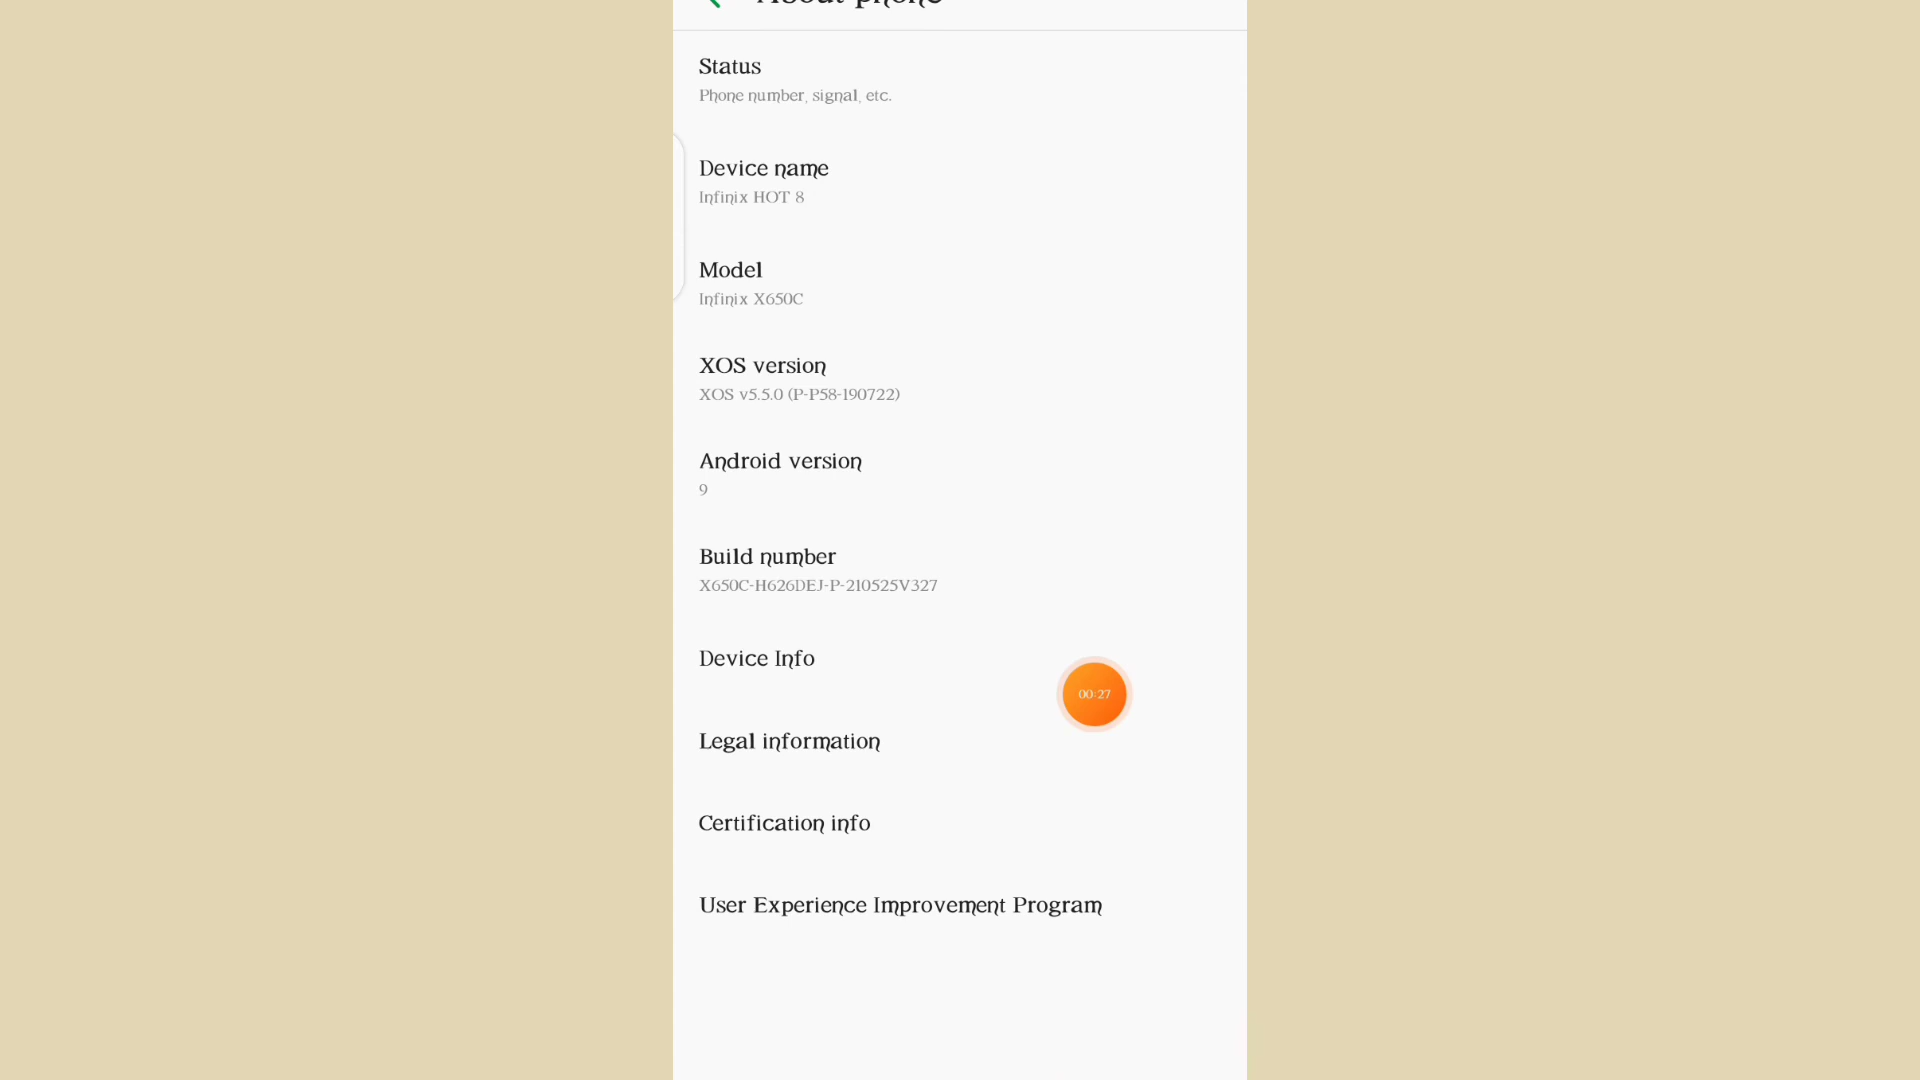 About phone
Status
Phone number, signal, etc.
Device name
Infinix HOT 8
Model
Infinix X650C
XOS version
XOS v5.5.0 (P-P58-190722)
Android version
9
Build number
X650C-H626DEJ-P-210525V327
Device Info
00:27
Legal information
Certification info
User Experience Improvement Program